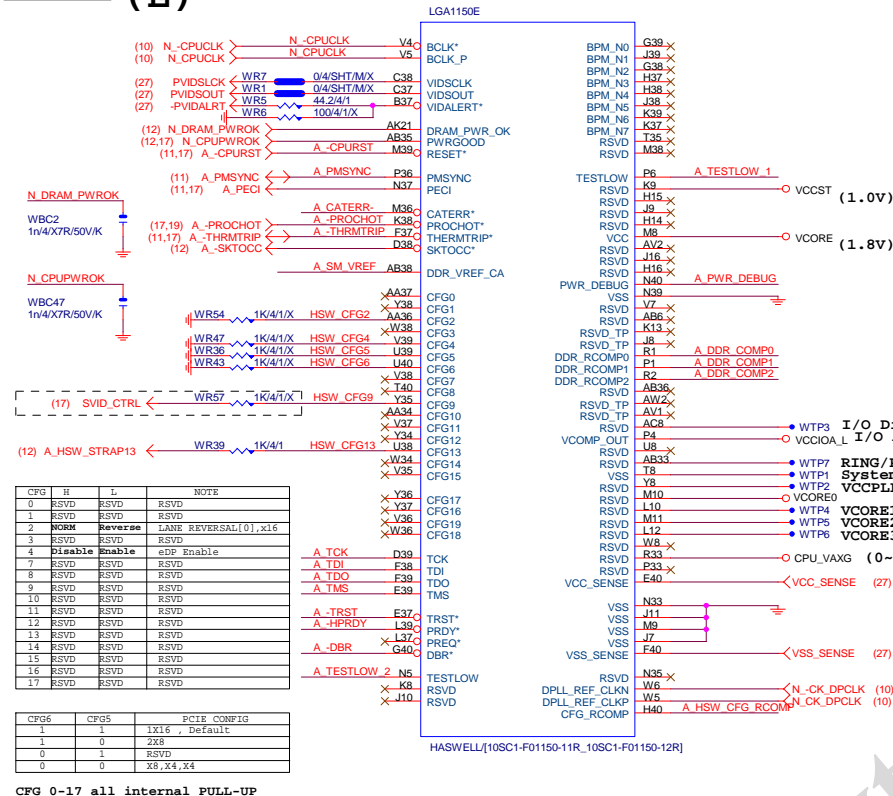 (E)
LGA1150E
(10) N_-CPUCLK N_-CPUCLK V4 BCLK* BPM_N0 G39
(10) N_CPUCLK N_CPUCLK V5 BCLK_P BPM_N1 J39
BPM_N2 G38
(27) PVIDSLCK WR7 0/4/SHT/M/X C38 VIDSCLK BPM_N3 H37
(27) PVIDSOUT WR1 0/4/SHT/M/X C37 VIDSOUT BPM_N4 H38
(27) -PVIDALRT WR5 44.2/4/1 B37 VIDALERT* BPM_N5 J38
WR6 100/4/1/X BPM_N6 K39
(12) N_DRAM_PWROK AK21 DRAM_PWR_OK BPM_N7 K37
(12,17) N_CPUPWROK AB35 PWRGOOD RSVD T35
(11,17) A_-CPURST A_-CPURST M39 RESET* RSVD M38
(11) A_PMSYNC A_PMSYNC P36 PMSYNC TESTLOW P6 A_TESTLOW_1
(11,17) A_PECI N37 PECI RSVD K9 VCCST (1.0V)
N_DRAM_PWROK
RSVD H15
A_CATERR- M36 CATERR* RSVD J9
(17,19) A_-PROCHOT A_-PROCHOT K38 PROCHOT* RSVD H14
(11,17) A_-THRMTRIP A_-THRMTRIP F37 THERMTRIP* VCC M8 VCORE (1.8V)
(12) A_-SKTOCC D38 SKTOCC* RSVD AV2
WBC2
1n/4/X7R/50V/K
RSVD J16
A_SM_VREF AB38 DDR_VREF_CA RSVD H16
N_CPUPWROK
PWR_DEBUG N40 A_PWR_DEBUG
AA37 CFG0 VSS N39
Y38 CFG1 RSVD V7
WBC47
1n/4/X7R/50V/K
WR54 1K/4/1/X HSW_CFG2 AA36 CFG2 RSVD AB6
W38 CFG3 RSVD_TP K13
WR47 1K/4/1/X HSW_CFG4 V39 CFG4 RSVD_TP J8
WR36 1K/4/1/X HSW_CFG5 U39 CFG5 DDR_RCOMP0 R1 A_DDR_COMP0
WR43 1K/4/1/X HSW_CFG6 U40 CFG6 DDR_RCOMP1 P1 A_DDR_COMP1
V38 CFG7 DDR_RCOMP2 R2 A_DDR_COMP2
T40 CFG8 RSVD AB36
(17) SVID_CTRL WR57 1K/4/1/X HSW_CFG9 Y35 CFG9 RSVD_TP AW2
AA34 CFG10 RSVD_TP AV1
V37 CFG11 RSVD AC8 WTP3 I/O Di
Y34 CFG12 VCOMP_OUT P4 VCCIOA_L I/O
(12) A_HSW_STRAP13 WR39 1K/4/1 HSW_CFG13 U38 CFG13 RSVD U8
W34 CFG14 RSVD AB33 WTP7 RING/
V35 CFG15 VSS T8 WTP1 System
RSVD Y8 WTP2 VCCPLL
Y36 CFG17 RSVD M10 VCORE0
Y37 CFG16 RSVD L10 WTP4 VCORE1
V36 CFG19 RSVD M11 WTP5 VCORE2
W36 CFG18 RSVD L12 WTP6 VCORE3
RSVD W8
A_TCK D39 TCK RSVD R33 CPU_VAXG (0~
A_TDI F38 TDI RSVD P33
A_TDO F39 TDO VCC_SENSE E40 VCC_SENSE (27)
A_TMS E39 TMS
A_-TRST E37 TRST* VSS N33
A_-HPRDY L39 PRDY* VSS J11
L37 PREQ* VSS M9
A_-DBR G40 DBR* VSS J7
VSS_SENSE F40 VSS_SENSE (27)
A_TESTLOW_2 N5 TESTLOW RSVD N35
K8 RSVD DPLL_REF_CLKN W6 N_-CK_DPCLK (10)
J10 RSVD DPLL_REF_CLKP W5 N_CK_DPCLK (10)
CFG_RCOMP H40 A_HSW_CFG_RCOMP
HASWELL/[10SC1-F01150-11R_10SC1-F01150-12R]
CFG H L NOTE
0 RSVD RSVD RSVD
1 RSVD RSVD RSVD
2 NORM Reverse LANE REVERSAL[0],x16
3 RSVD RSVD RSVD
4 Disable Enable eDP Enable
7 RSVD RSVD RSVD
8 RSVD RSVD RSVD
9 RSVD RSVD RSVD
10 RSVD RSVD RSVD
11 RSVD RSVD RSVD
12 RSVD RSVD RSVD
13 RSVD RSVD RSVD
14 RSVD RSVD RSVD
15 RSVD RSVD RSVD
16 RSVD RSVD RSVD
17 RSVD RSVD RSVD
CFG6 CFG5 PCIE CONFIG
1 1 1X16 , Default
1 0 2X8
0 1 RSVD
0 0 X8,X4,X4
CFG 0-17 all internal PULL-UP